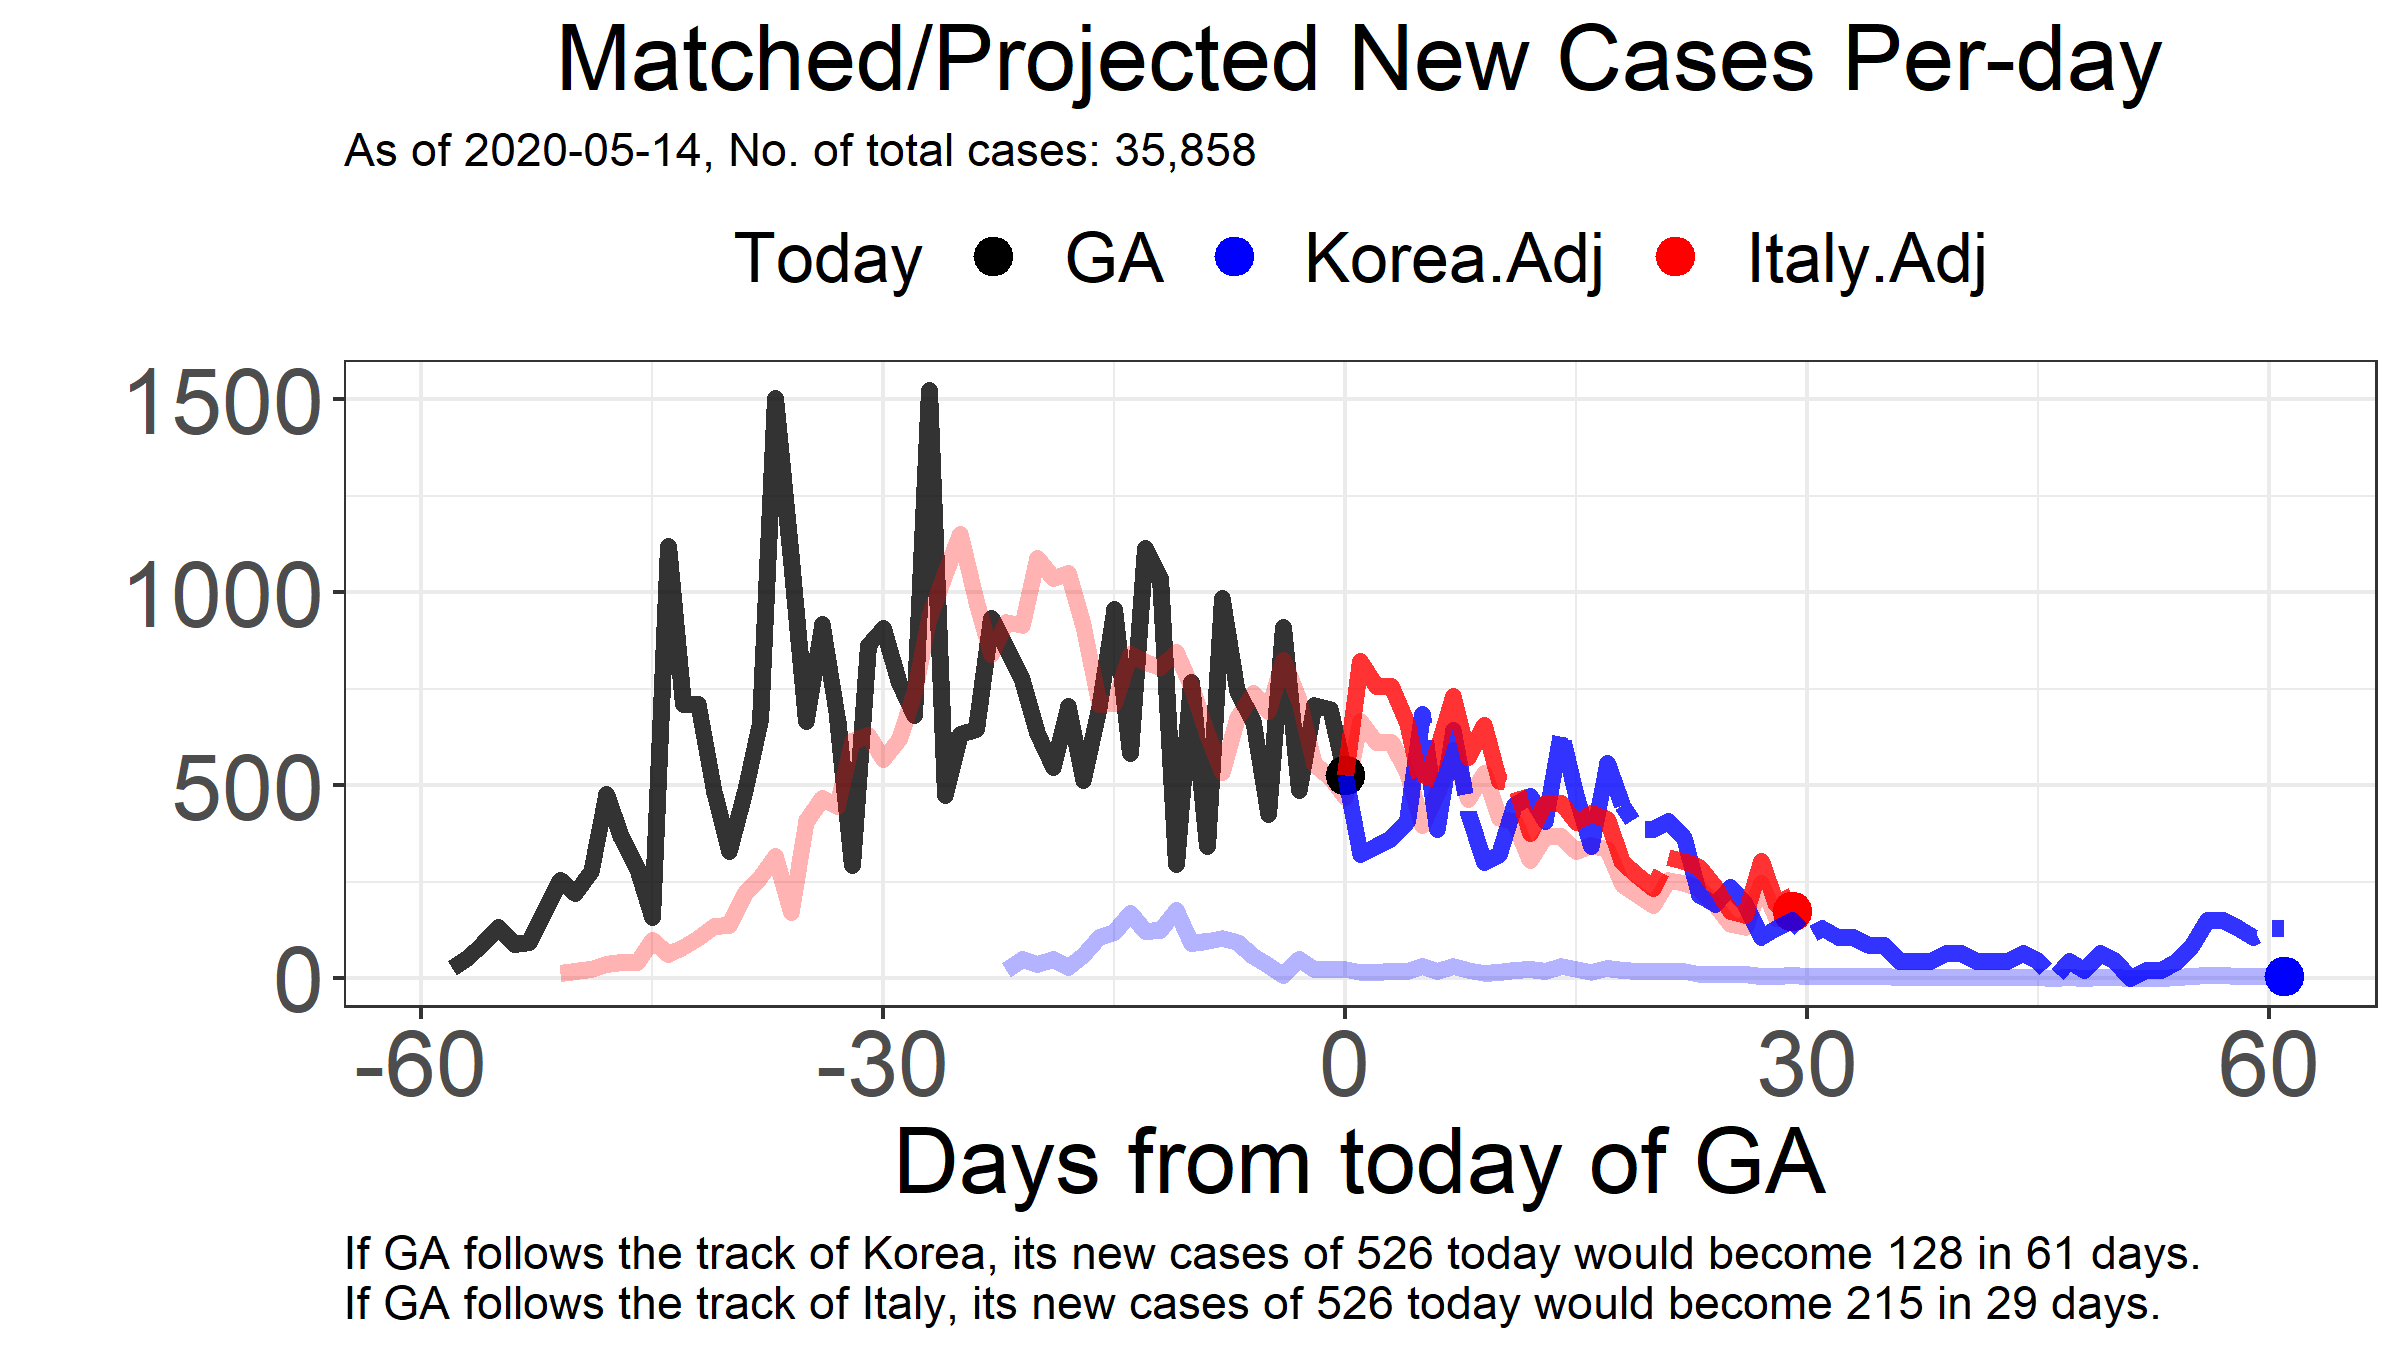 Matched/Projected New Cases Per-day
As of 2020-05-14, No. of total cases: 35,858
Today GA Korea.Adj Italy.Adj
1500
1000
500
0
-60 -30 0 30 60
Days from today of GA
If GA follows the track of Korea, its new cases of 526 today would become 128 in 61 days.
If GA follows the track of Italy, its new cases of 526 today would become 215 in 29 days.